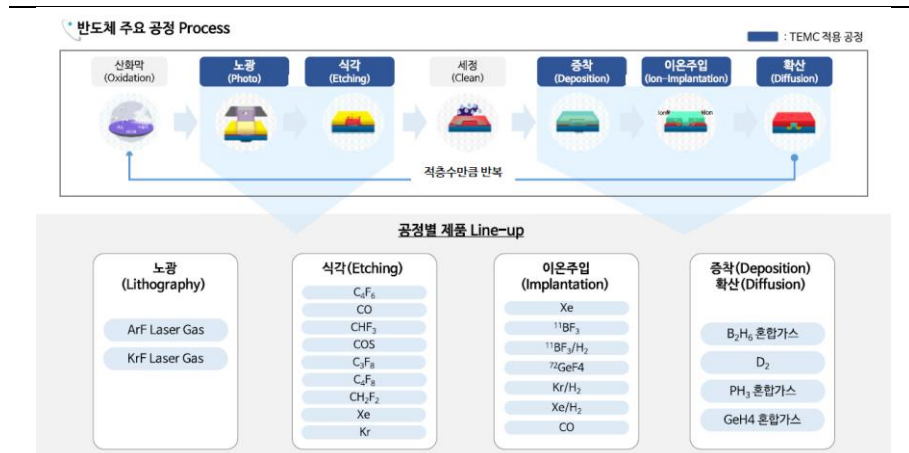 반도체 주요 공정 Process
: TEMC 적용 공정
산화막
(Oxidation)
노광
(Photo)
식각
(Etching)
세정
(Clean)
증착
(Deposition)
이온주입
(Ion-Implantation)
확산
(Diffusion)
적층수만큼 반복
공정별 제품 Line-up
노광
(Lithography)
ArF Laser Gas
KrF Laser Gas
식각(Etching)
C₄F₆
CO
CHF₃
COS
C₃F₈
C₄F₈
CH₂F₂
Xe
Kr
이온주입
(Implantation)
Xe
¹¹BF₃
¹¹BF₃/H₂
⁷²GeF4
Kr/H₂
Xe/H₂
CO
증착(Deposition)
확산(Diffusion)
B₂H₆ 혼합가스
D₂
PH₃ 혼합가스
GeH4 혼합가스